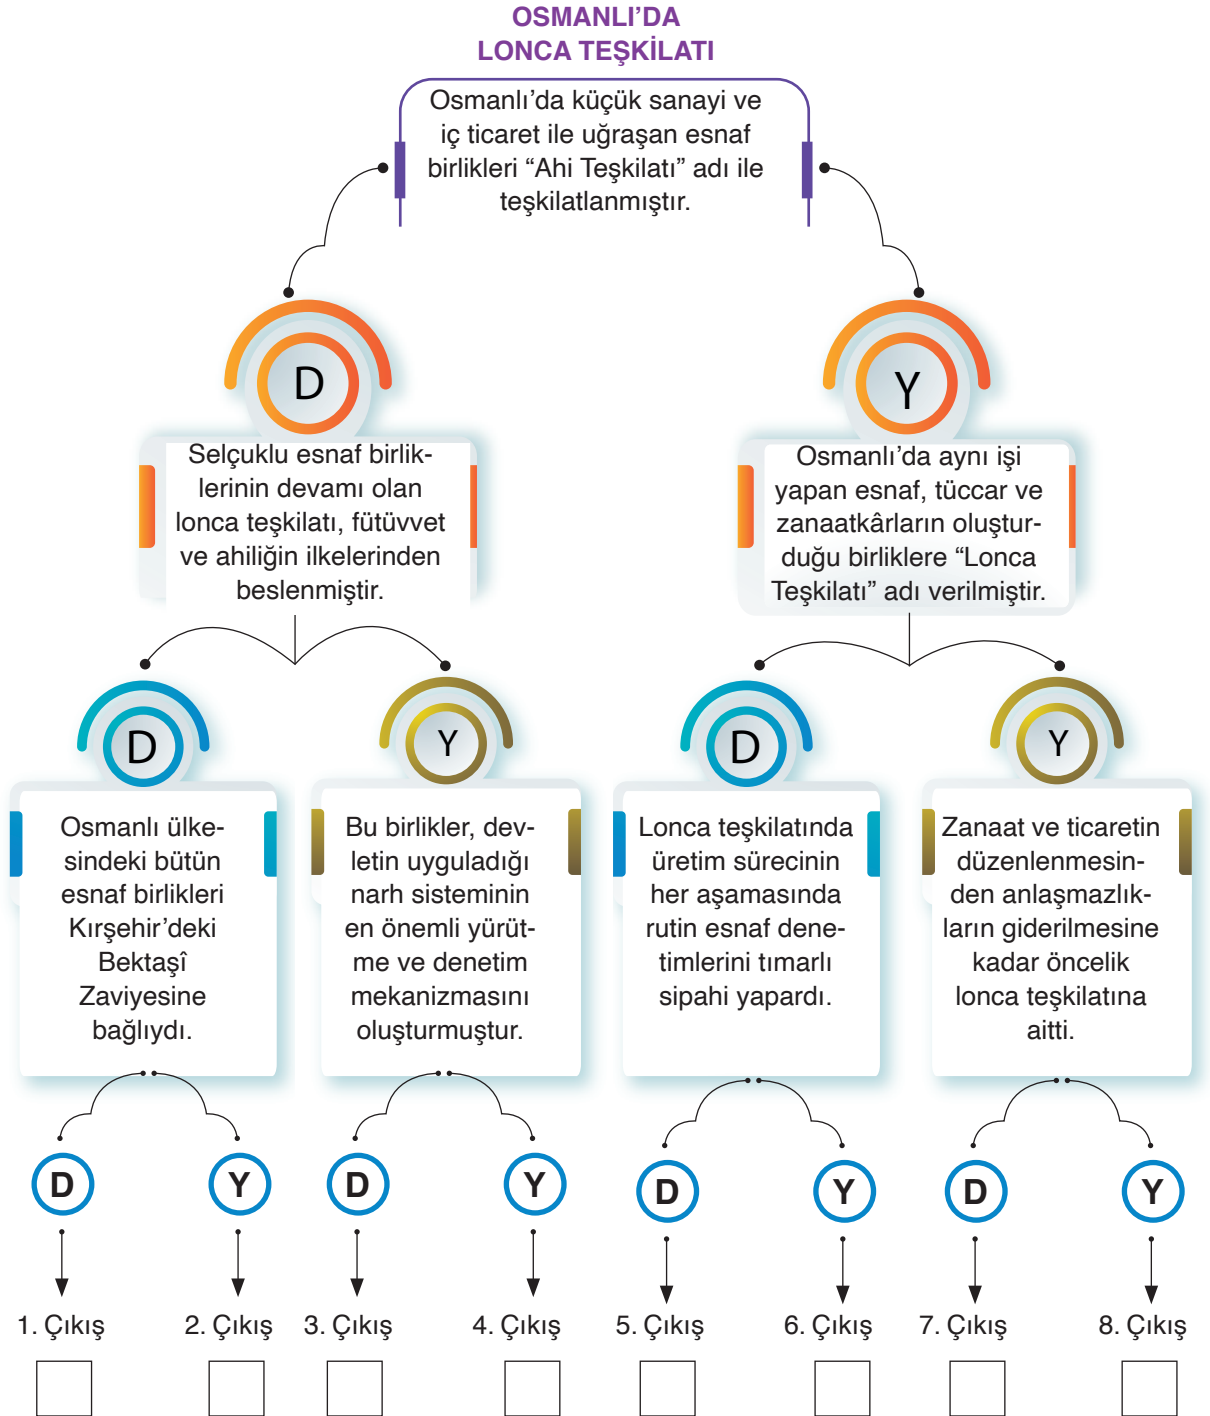 OSMANLI’DA
LONCA TEŞKİLATI
Osmanlı’da küçük sanayi ve
iç ticaret ile uğraşan esnaf
birlikleri “Ahi Teşkilatı” adı ile
teşkilatlanmıştır.
D
Selçuklu esnaf birlik-
lerinin devamı olan
lonca teşkilatı, fütüvvet
ve ahiliğin ilkelerinden
beslenmiştir.
Y
Osmanlı’da aynı işi
yapan esnaf, tüccar ve
zanaatkârların oluştur-
duğu birliklere “Lonca
Teşkilatı” adı verilmiştir.
D
Osmanlı ülke-
sindeki bütün
esnaf birlikleri
Kırşehir’deki
Bektaşî
Zaviyesine
bağlıydı.
Y
Bu birlikler, dev-
letin uyguladığı
narh sisteminin
en önemli yürüt-
me ve denetim
mekanizmasını
oluşturmuştur.
D
Lonca teşkilatında
üretim sürecinin
her aşamasında
rutin esnaf dene-
timlerini tımarlı
sipahi yapardı.
Y
Zanaat ve ticaretin
düzenlenmesin-
den anlaşmazlık-
ların giderilmesine
kadar öncelik
lonca teşkilatına
aitti.
D
Y
D
Y
D
Y
D
Y
1. Çıkış
2. Çıkış
3. Çıkış
4. Çıkış
5. Çıkış
6. Çıkış
7. Çıkış
8. Çıkış